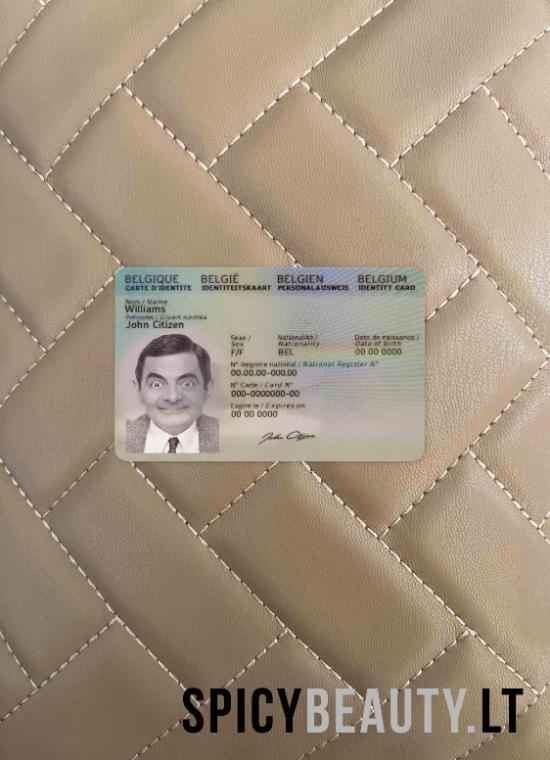 BELGIQUE BELGIË BELGIEN BELGIUM
CARTE D'IDENTITE IDENTITEITSKAART PERSONALAUSWEIS IDENTITY CARD
Nom / Name
Williams
Prénoms / Given names
John Citizen
Sexe / Nationalité / Date de naissance /
Sex Nationality Date of birth
F/F BEL 00 00 0000
N° Registre national / National Register N°
00.00.00-000.00
N° Carte / Card N°
000-0000000-00
Expire le / Expires on
00 00 0000
John Citizen
SPICYBEAUTY.LT